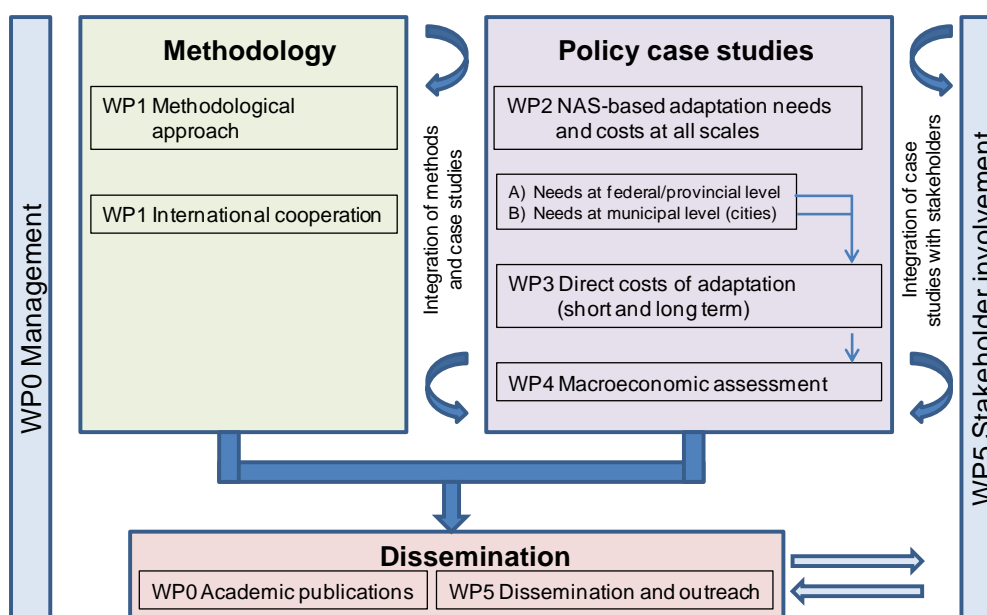 WP0 Management
Methodology
WP1 Methodological
approach
WP1 International cooperation
Integration of methods
and case studies
Policy case studies
WP2 NAS-based adaptation needs
and costs at all scales
A) Needs at federal/provincial level
B) Needs at municipal level (cities)
WP3 Direct costs of adaptation
(short and long term)
WP4 Macroeconomic assessment
Integration of case
studies with stakeholders
WP5 Stakeholder involvement
Dissemination
WP0 Academic publications
WP5 Dissemination and outreach